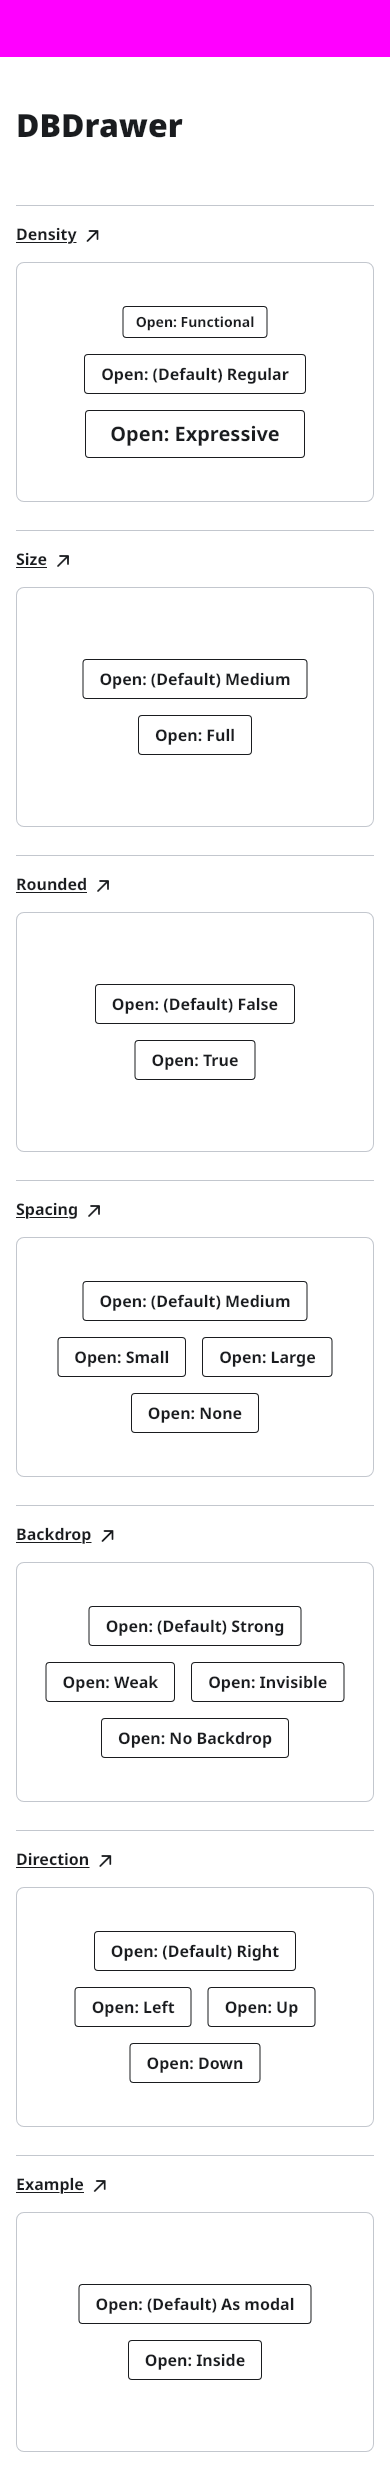 DBDrawer
Density
Open: Functional
Open: (Default) Regular
Open: Expressive
Size
Open: (Default) Medium
Open: Full
Rounded
Open: (Default) False
Open: True
Spacing
Open: (Default) Medium
Open: Small Open: Large
Open: None
Backdrop
Open: (Default) Strong
Open: Weak Open: Invisible
Open: No Backdrop
Direction
Open: (Default) Right
Open: Left Open: Up
Open: Down
Example
Open: (Default) As modal
Open: Inside